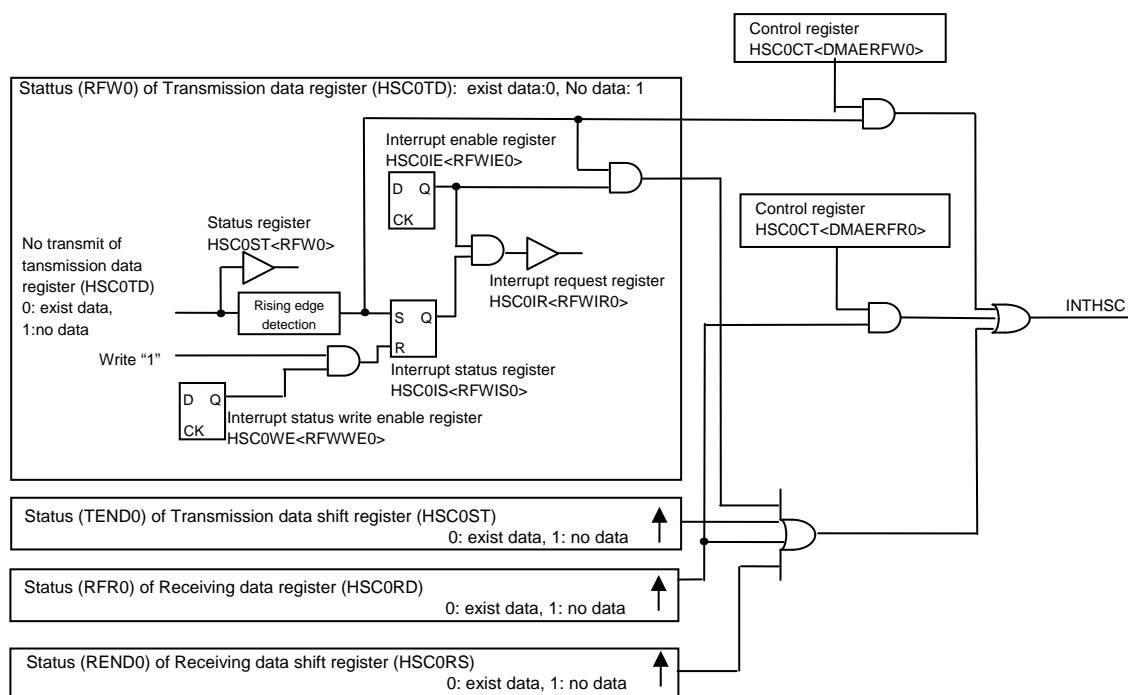 Control register
HSC0CT<DMAERFW0>
Stattus (RFW0) of Transmission data register (HSC0TD):  exist data:0, No data: 1
Interrupt enable register
HSC0IE<RFWIE0>
D Q
CK
Control register
HSC0CT<DMAERFR0>
Status register
HSC0ST<RFW0>
No transmit of
tansmission data
register (HSC0TD)
0: exist data,
1:no data
Interrupt request register
HSC0IR<RFWIR0>
Rising edge
detection
S Q
R
INTHSC
Write “1”
Interrupt status register
HSC0IS<RFWIS0>
D Q
CK
Interrupt status write enable register
HSC0WE<RFWWE0>
Status (TEND0) of Transmission data shift register (HSC0ST)
0: exist data, 1: no data
Status (RFR0) of Receiving data register (HSC0RD)
0: exist data, 1: no data
Status (REND0) of Receiving data shift register (HSC0RS)
0: exist data, 1: no data